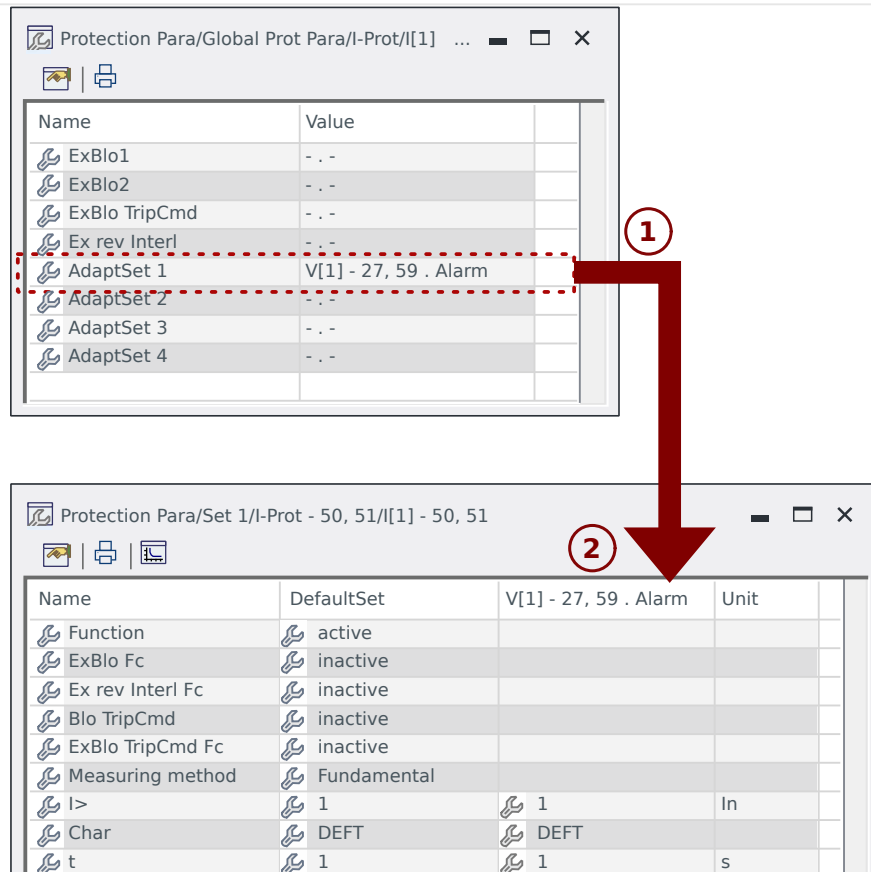 Protection Para/Global Prot Para/I-Prot/I[1] ...
Name Value
ExBlo1 - . -
ExBlo2 - . -
ExBlo TripCmd - . -
Ex rev Interl - . -
AdaptSet 1 V[1] - 27, 59 . Alarm
AdaptSet 2 - . -
AdaptSet 3 - . -
AdaptSet 4 - . -
1
Protection Para/Set 1/I-Prot - 50, 51/I[1] - 50, 51
2
Name DefaultSet V[1] - 27, 59 . Alarm Unit
Function active
ExBlo Fc inactive
Ex rev Interl Fc inactive
Blo TripCmd inactive
ExBlo TripCmd Fc inactive
Measuring method Fundamental
I> 1 1 In
Char DEFT DEFT
t 1 1 s